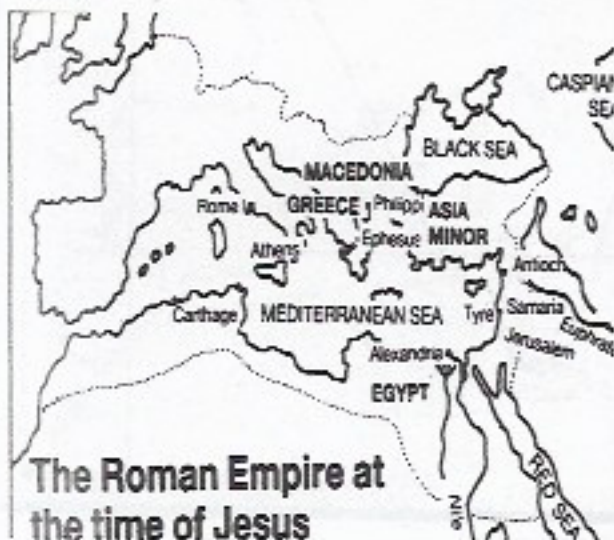 CASPIAN
SEA
BLACK SEA
MACEDONIA
Rome
GREECE
Philippi
ASIA
MINOR
Athens
Ephesus
Antioch
Carthage
MEDITERRANEAN SEA
Tyre
Samaria
Euphrat
Jerusalem
Alexandria
EGYPT
RED SEA
Nile
The Roman Empire at
the time of Jesus